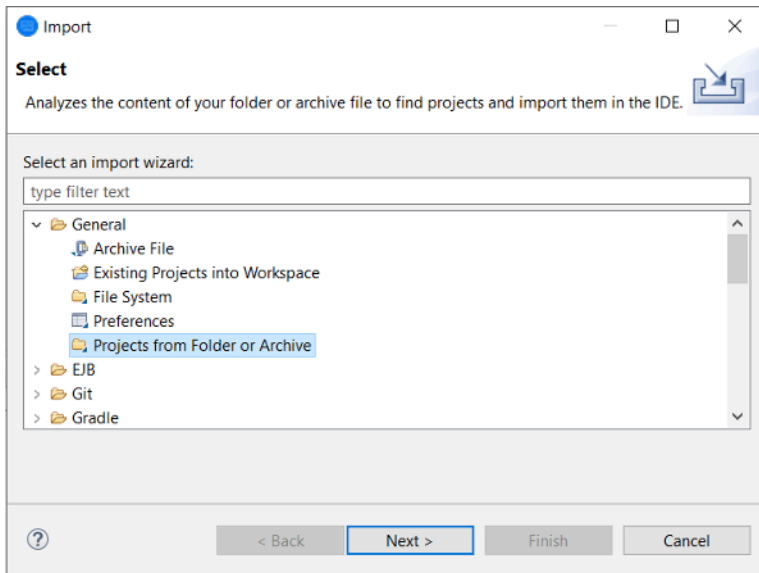 Import
Select
Analyzes the content of your folder or archive file to find projects and import them in the IDE.
Select an import wizard:
type filter text
General
Archive File
Existing Projects into Workspace
File System
Preferences
Projects from Folder or Archive
EJB
Git
Gradle
< Back Next > Finish Cancel